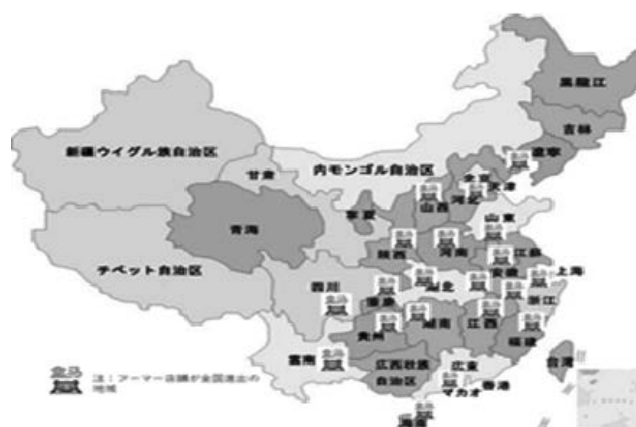 黒龍江
吉林
遼寧
新疆ウイグル族自治区
内モンゴル自治区
甘粛
北京
天津
河北
山西
寧夏
山東
青海
陝西
河南
江蘇
チベット自治区
安徽
上海
四川
重慶
湖北
浙江
貴州
湖南
江西
福建
雲南
広西壮族
自治区
広東
台湾
マカオ
香港
海南
盒马
注：フーマー店舗が全国進出の
地域